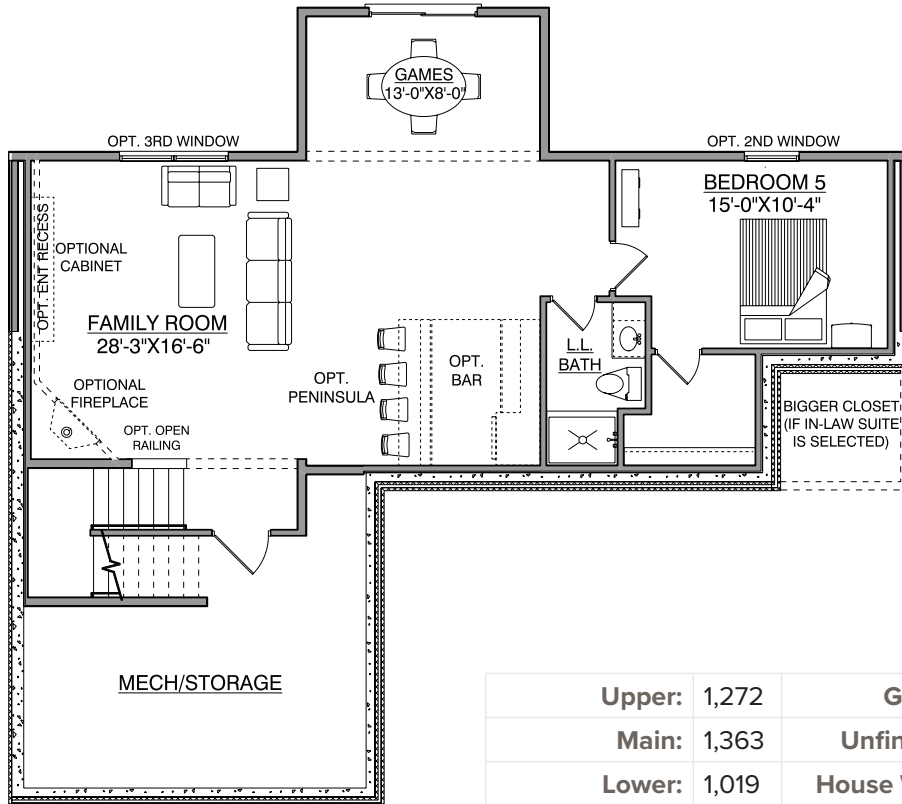 GAMES
13'-0"X8'-0"
OPT. 3RD WINDOW
OPT. 2ND WINDOW
BEDROOM 5
15'-0"X10'-4"
OPT. ENT RECESS
OPTIONAL
CABINET
FAMILY ROOM
28'-3"X16'-6"
L.L.
BATH
OPT.
BAR
OPT.
PENINSULA
OPTIONAL
FIREPLACE
OPT. OPEN
RAILING
BIGGER CLOSET
(IF IN-LAW SUITE
IS SELECTED)
MECH/STORAGE
Upper: 1,272
Main: 1,363
Lower: 1,019 House